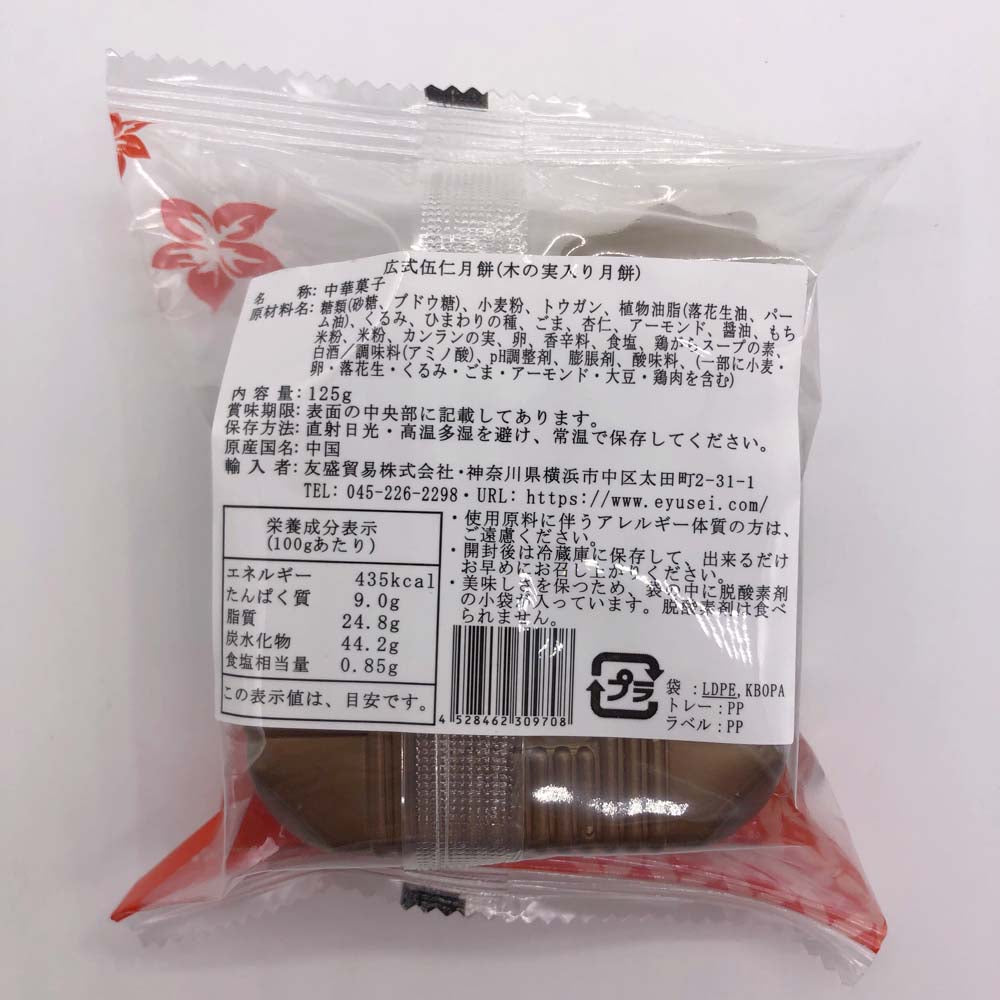 広式伍仁月餅(木の実入り月餅)
名 称: 中華菓子
原材料名: 糖類(砂糖、ブドウ糖)、小麦粉、トウガン、植物油脂(落花生油、パー
ム油)、くるみ、ひまわりの種、ごま、杏仁、アーモンド、醤油、もち
米粉、米粉、カンランの実、卵、香辛料、食塩、鶏がらスープの素、
白酒/調味料(アミノ酸)、pH調整剤、膨脹剤、酸味料、(一部に小麦・
卵・落花生・くるみ・ごま・アーモンド・大豆・鶏肉を含む)
内 容 量: 125g
賞味期限: 表面の中央部に記載してあります。
保存方法: 直射日光・高温多湿を避け、常温で保存してください。
原産国名: 中国
輸 入 者: 友盛貿易株式会社・神奈川県横浜市中区太田町2-31-1
TEL: 045-226-2298・URL: https://www.eyusei.com/
栄養成分表示
(100gあたり)
エネルギー 435kcal
たんぱく質 9.0g
脂質 24.8g
炭水化物 44.2g
食塩相当量 0.85g
この表示値は、目安です。
・使用原料に伴うアレルギー体質の方は、
ご遠慮ください。
・開封後は冷蔵庫に保存して、出来るだけ
お早めにお召し上がりください。
・美味しさを保つため、袋の中に脱酸素剤
の小袋が入っています。脱酸素剤は食べ
られません。
4 528462 309708
プラ
袋 :LDPE,KBOPA
トレー:PP
ラベル:PP